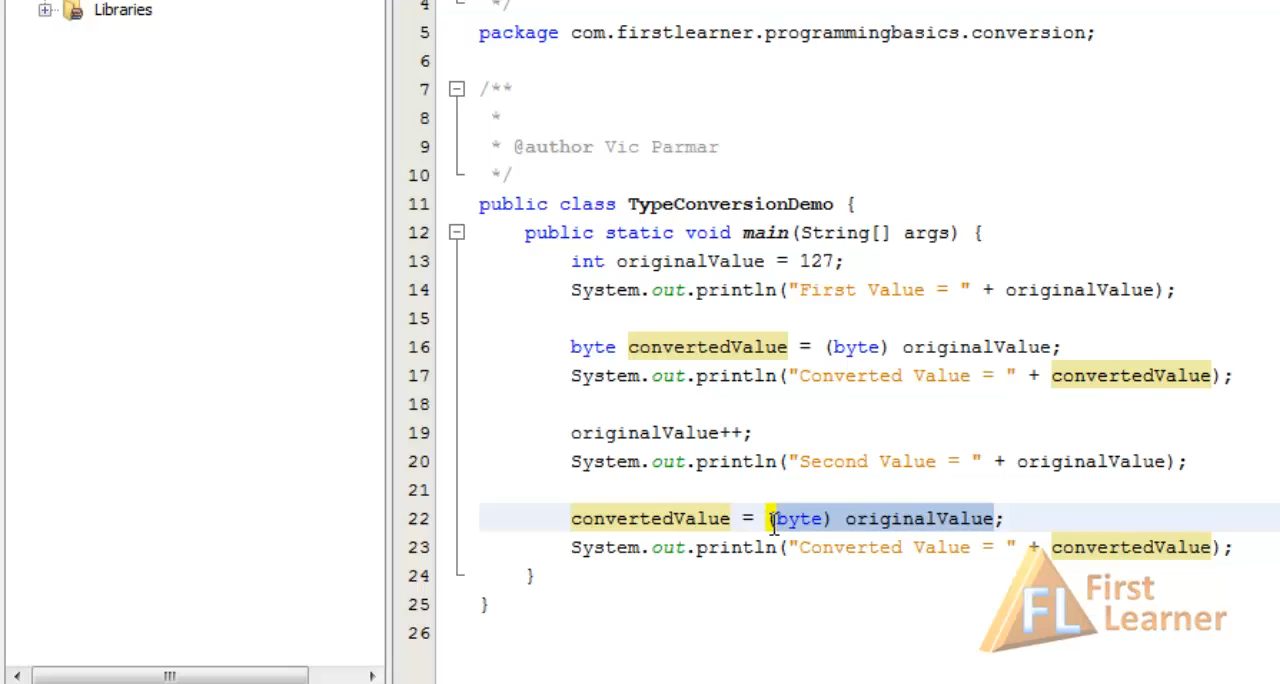 Libraries
4 */
5 package com.firstlearner.programmingbasics.conversion;
6
7 /**
8 *
9 * @author Vic Parmar
10 */
11 public class TypeConversionDemo {
12 public static void main(String[] args) {
13 int originalValue = 127;
14 System.out.println("First Value = " + originalValue);
15
16 byte convertedValue = (byte) originalValue;
17 System.out.println("Converted Value = " + convertedValue);
18
19 originalValue++;
20 System.out.println("Second Value = " + originalValue);
21
22 convertedValue = (byte) originalValue;
23 System.out.println("Converted Value = " + convertedValue);
24 }
25 }
26
FL First
Learner